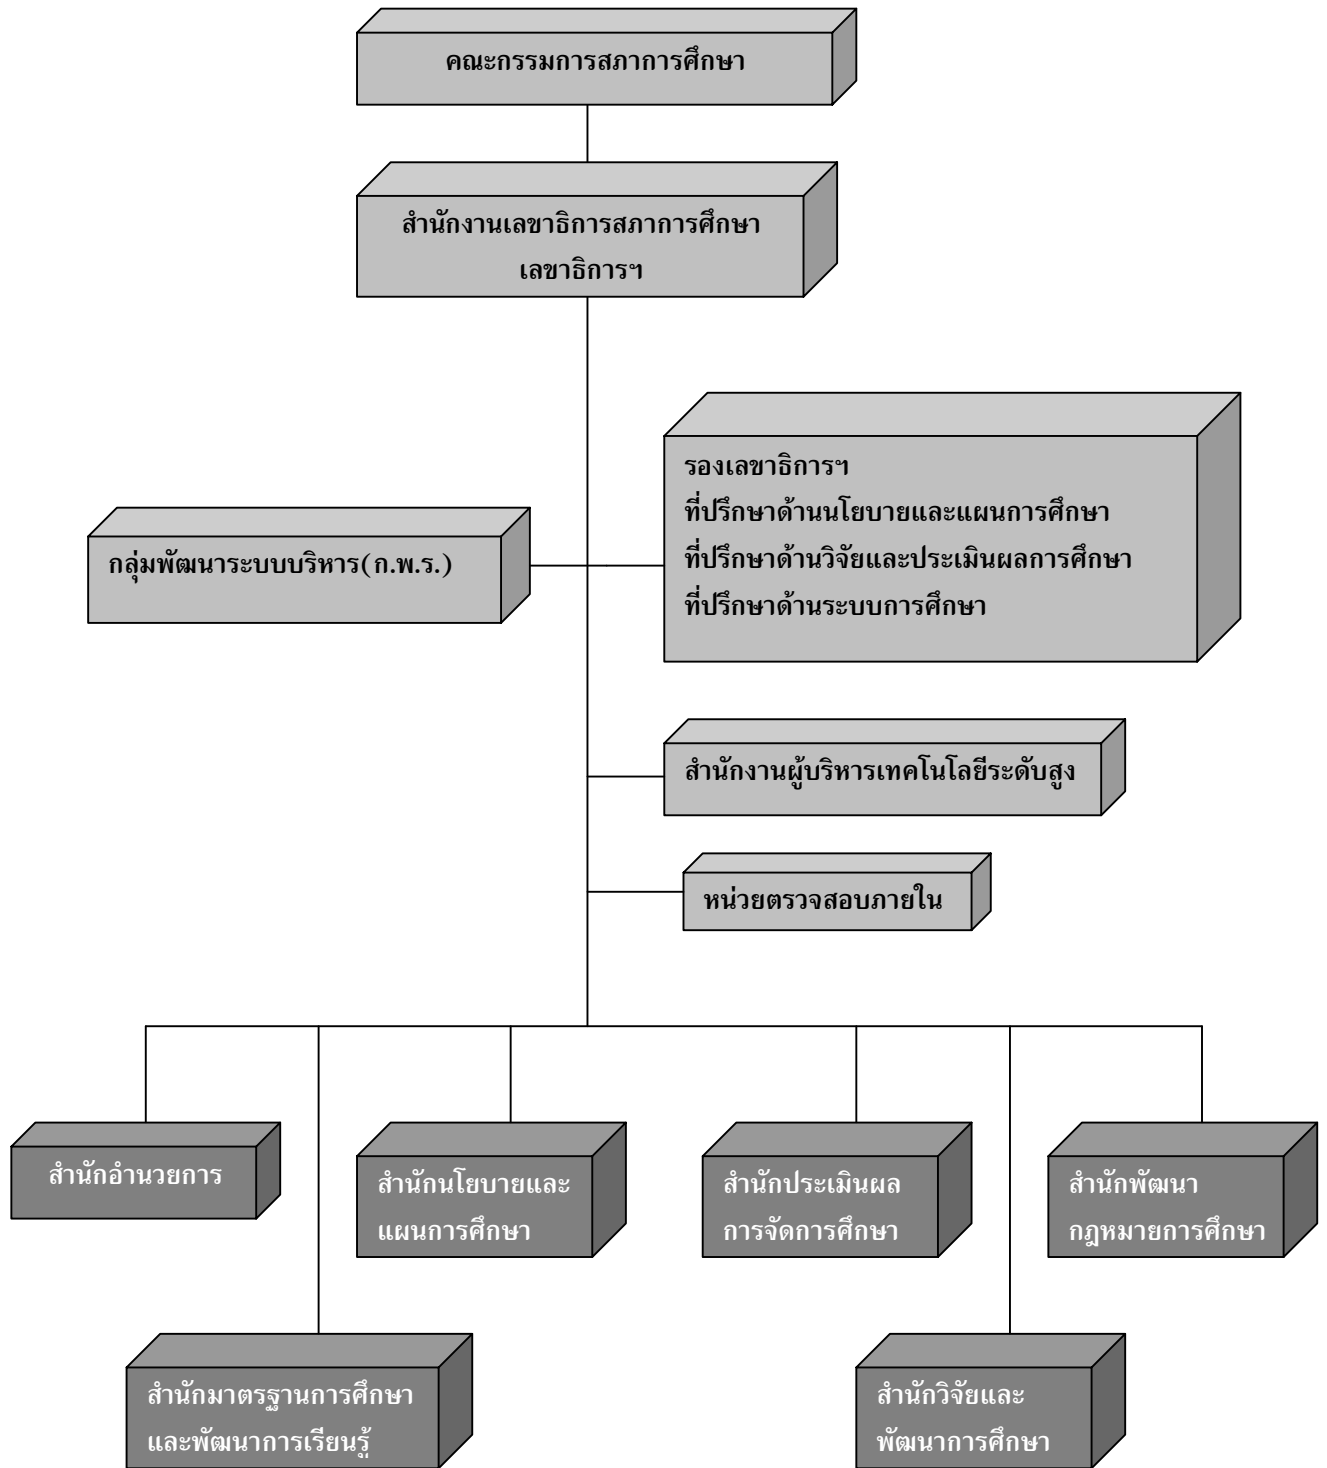 คณะกรรมการสภาการศึกษา
สำนักงานเลขาธิการสภาการศึกษา
เลขาธิการฯ
รองเลขาธิการฯ
ที่ปรึกษาด้านนโยบายและแผนการศึกษา
ที่ปรึกษาด้านวิจัยและประเมินผลการศึกษา
ที่ปรึกษาด้านระบบการศึกษา
กลุ่มพัฒนาระบบบริหาร(ก.พ.ร.)
สำนักงานผู้บริหารเทคโนโลยีระดับสูง
หน่วยตรวจสอบภายใน
สำนักอำนวยการ
สำนักนโยบายและ
แผนการศึกษา
สำนักประเมินผล
การจัดการศึกษา
สำนักพัฒนา
กฎหมายการศึกษา
สำนักมาตรฐานการศึกษา
และพัฒนาการเรียนรู้
สำนักวิจัยและ
พัฒนาการศึกษา